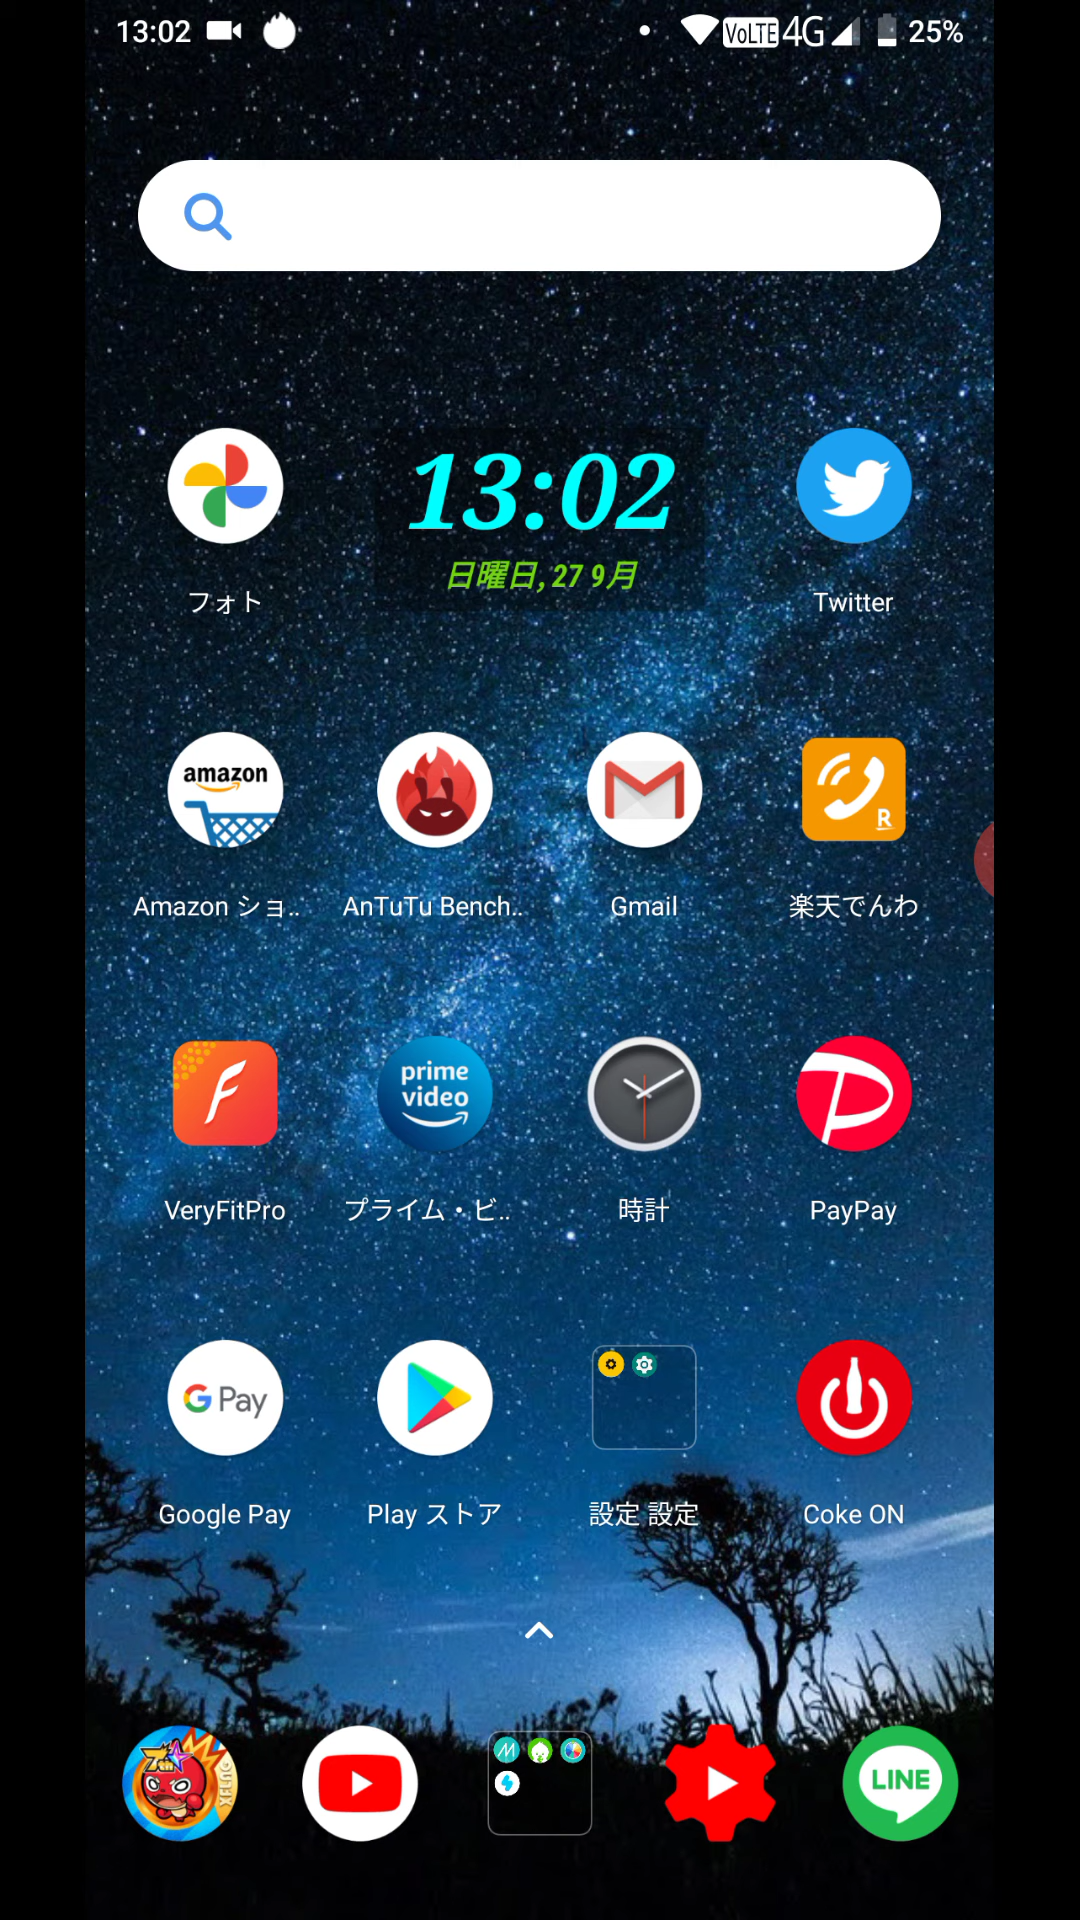 13:02
VoLTE 4G 25%
13:02
日曜日, 27 9月
フォト
Twitter
amazon
R
Amazon ショ..
AnTuTu Bench..
Gmail
楽天でんわ
prime
video
VeryFitPro
プライム・ビ..
時計
PayPay
G Pay
Google Pay
Play ストア
設定 設定
Coke ON
7th
XFLAG
LINE